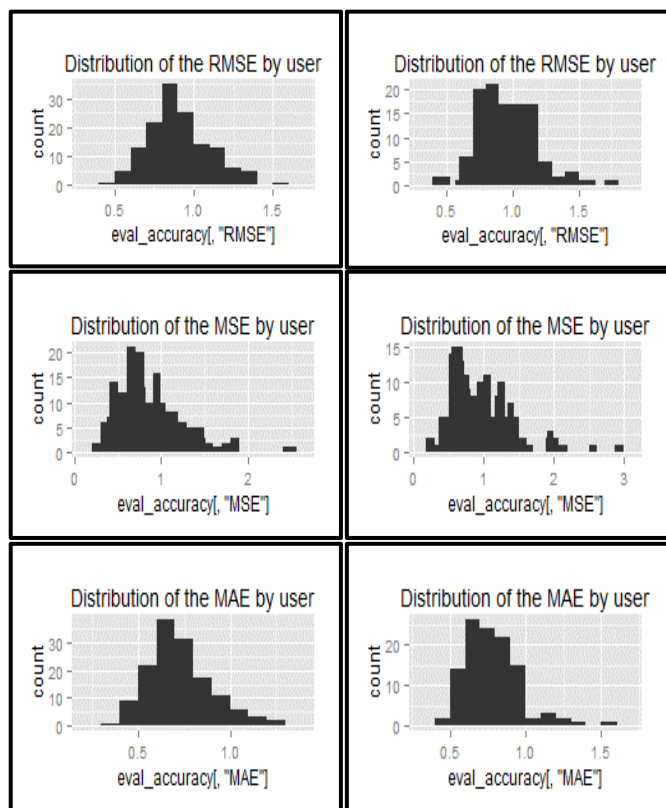 Distribution of the RMSE by user
count
30
20
10
0
0.5 1.0 1.5
eval_accuracy[, "RMSE"]
Distribution of the RMSE by user
count
20
15
10
5
0
0.5 1.0 1.5
eval_accuracy[, "RMSE"]
Distribution of the MSE by user
count
20
15
10
5
0
0 1 2
eval_accuracy[, "MSE"]
Distribution of the MSE by user
count
15
10
5
0
0 1 2 3
eval_accuracy[, "MSE"]
Distribution of the MAE by user
count
30
20
10
0
0.5 1.0
eval_accuracy[, "MAE"]
Distribution of the MAE by user
count
20
10
0
0.5 1.0 1.5
eval_accuracy[, "MAE"]